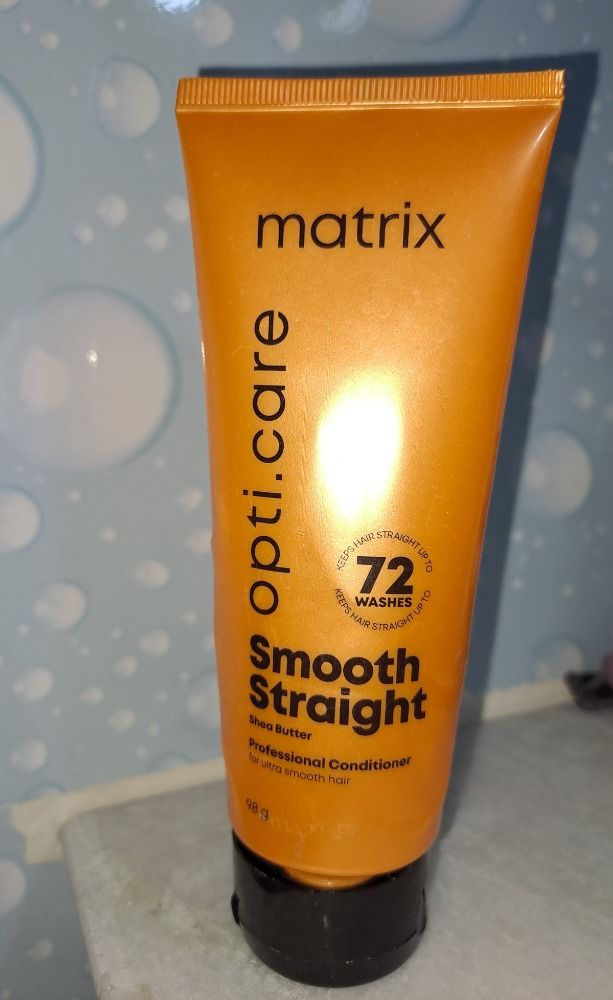 matrix
opti.care
KEEPS HAIR STRAIGHT UP TO
72
WASHES
KEEPS HAIR STRAIGHT UP TO
Smooth
Straight
Shea Butter
Professional Conditioner
for ultra smooth hair
98 g